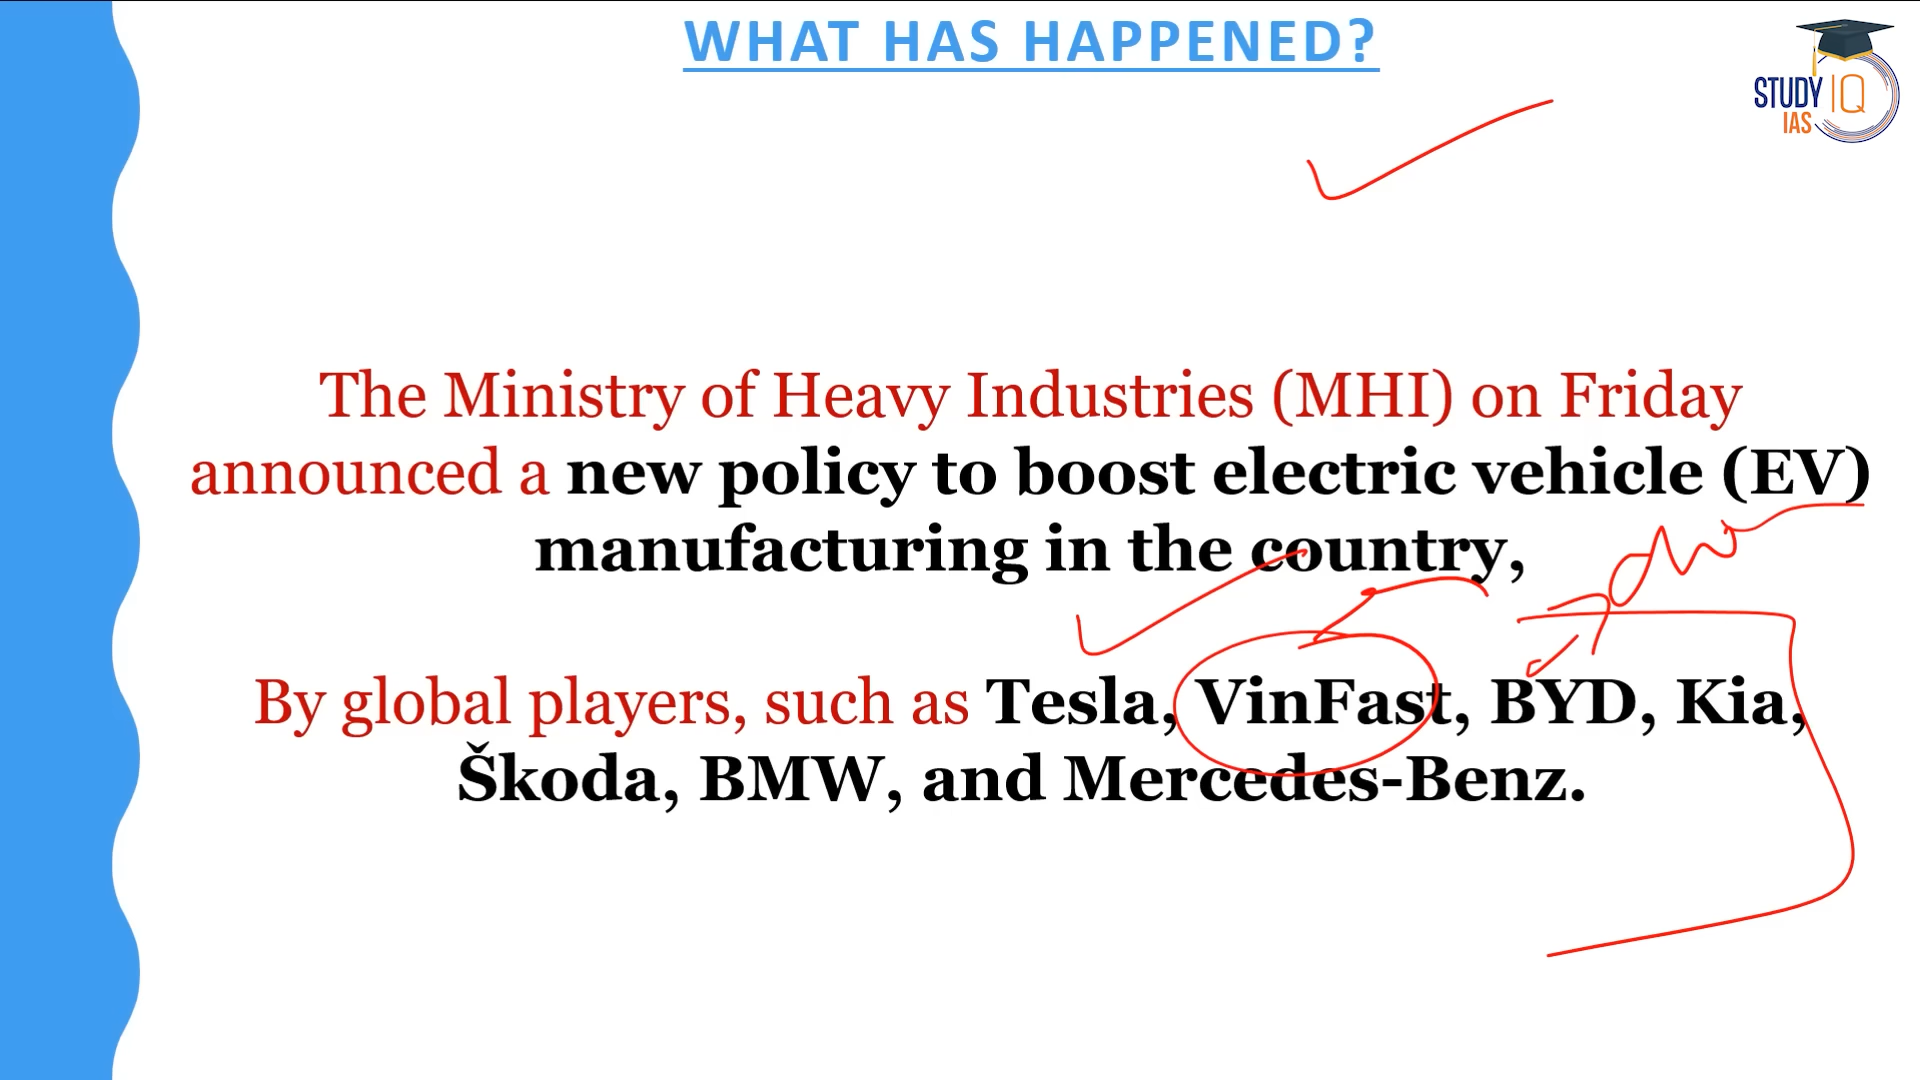 WHAT HAS HAPPENED?
STUDY IQ
IAS
The Ministry of Heavy Industries (MHI) on Friday
announced a new policy to boost electric vehicle (EV)
manufacturing in the country,
By global players, such as Tesla, VinFast, BYD, Kia,
Škoda, BMW, and Mercedes-Benz.